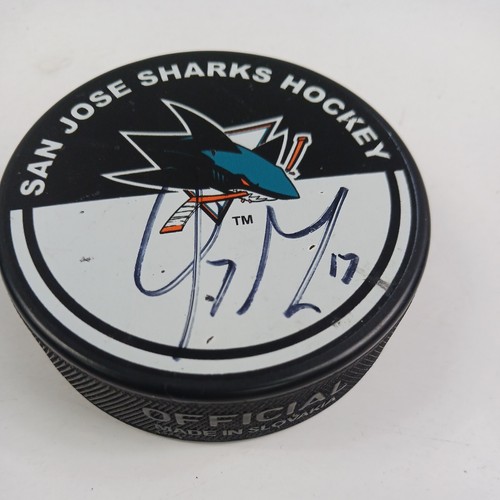 SAN JOSE SHARKS HOCKEY
TM
17
OFFICIAL
MADE IN SLOVAKIA